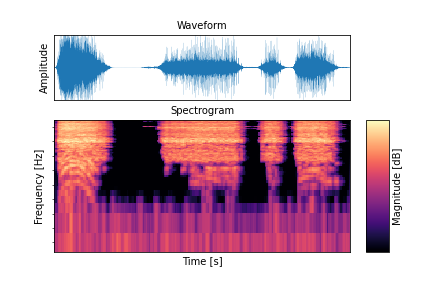 Waveform
Amplitude
Spectrogram
Frequency [Hz]
Magnitude [dB]
Time [s]